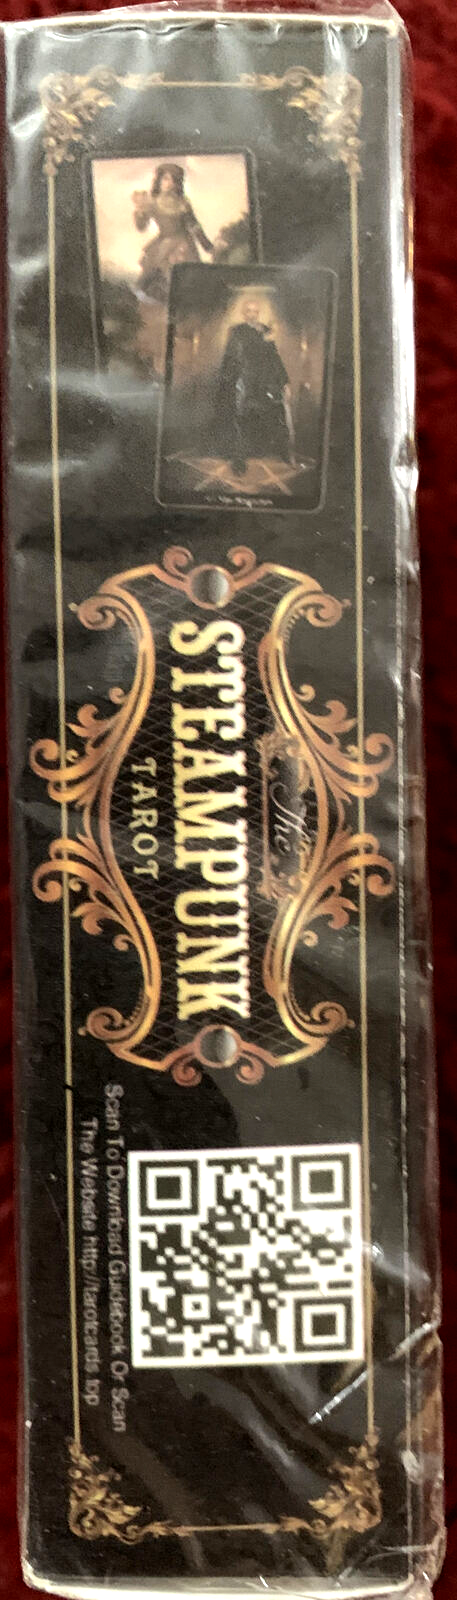 The
STEAMPUNK
TAROT
Scan To Download Guidebook Or Scan
The Website http://tarotcards.top